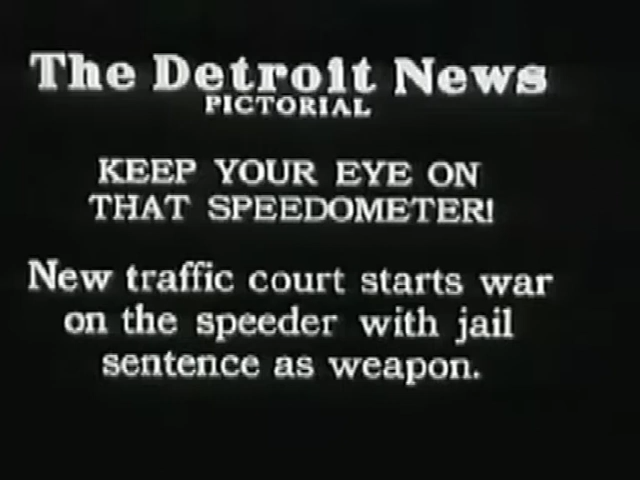 The Detroit News
PICTORIAL
KEEP YOUR EYE ON
THAT SPEEDOMETER!
New traffic court starts war
on the speeder with jail
sentence as weapon.